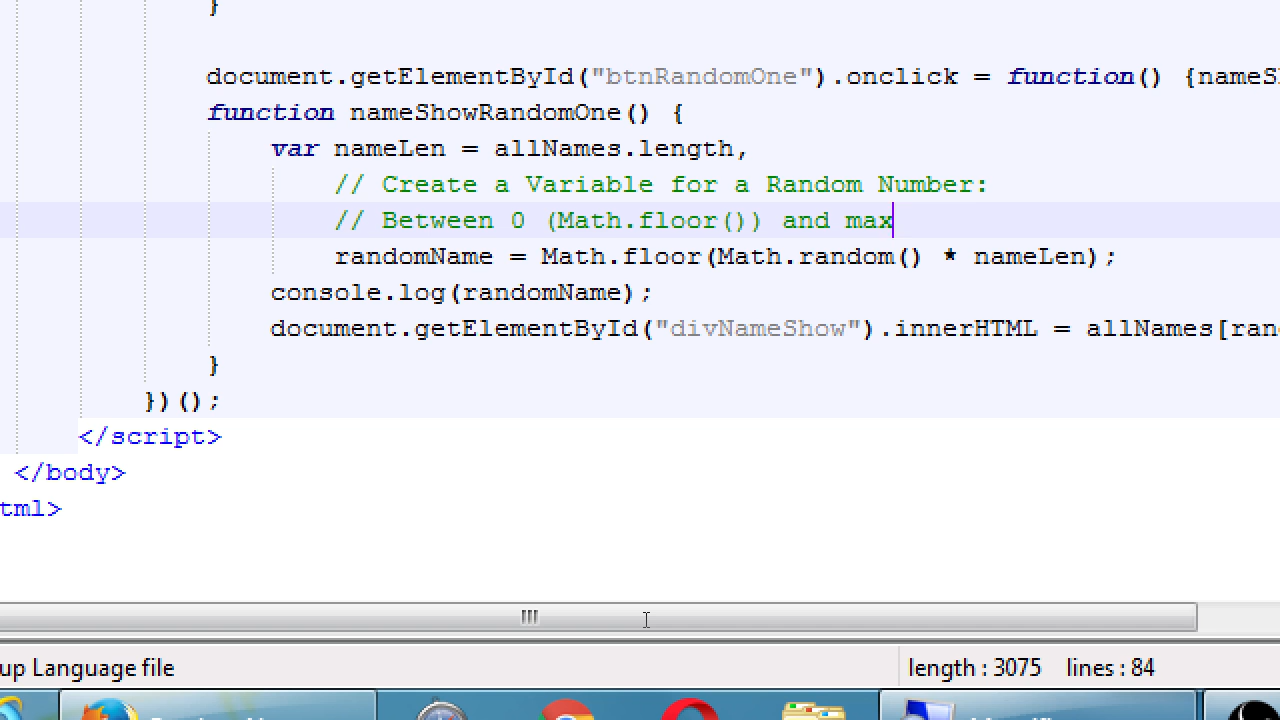 }
document.getElementById("btnRandomOne").onclick = function() {nameS
function nameShowRandomOne() {
var nameLen = allNames.length,
// Create a Variable for a Random Number:
// Between 0 (Math.floor()) and max
randomName = Math.floor(Math.random() * nameLen);
console.log(randomName);
document.getElementById("divNameShow").innerHTML = allNames[ran
}
})();
</script>
</body>
tml>
up Language file
length : 3075 lines : 84